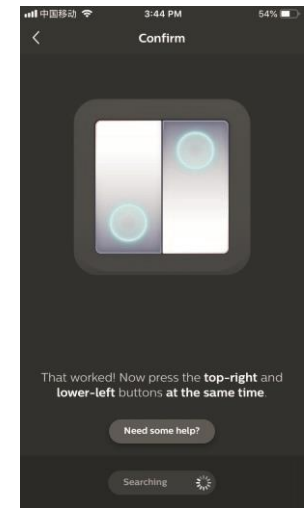 中国移动 3:44 PM 54%
Confirm
That worked! Now press the top-right and
lower-left buttons at the same time.
Need some help?
Searching